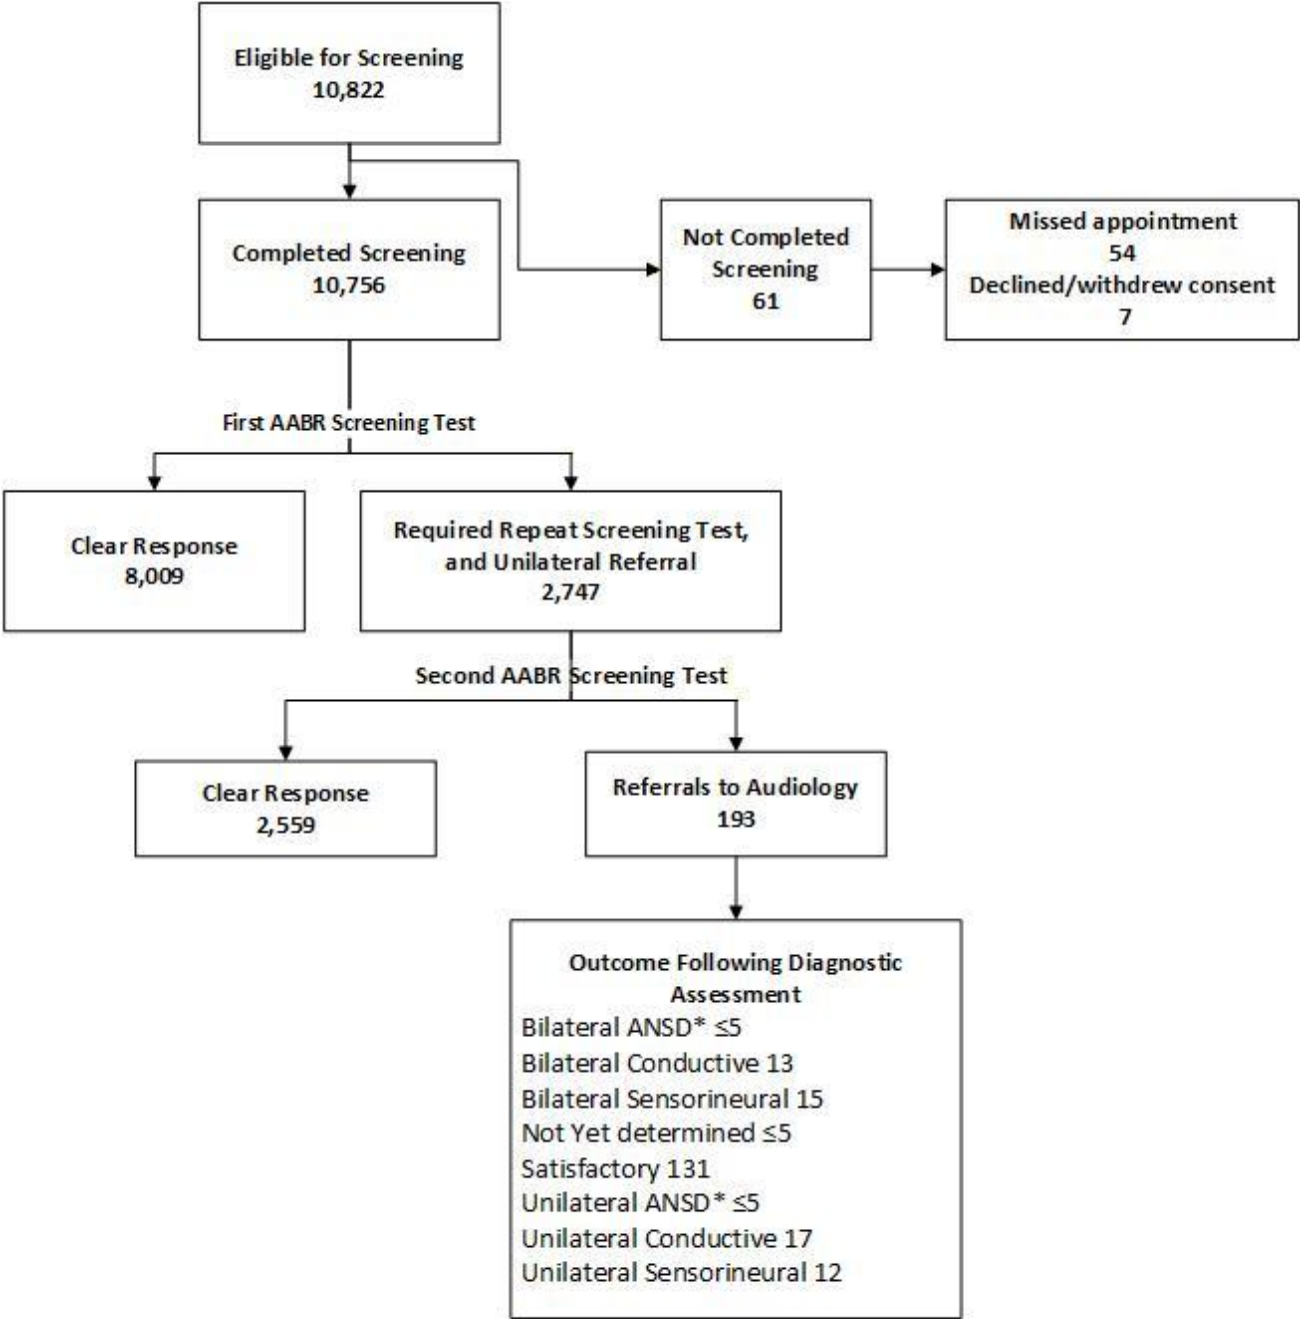 Eligible for Screening
10,822
Completed Screening
10,756
Not Completed
Screening
61
Missed appointment
54
Declined/withdrew consent
7
First AABR Screening Test
Clear Response
8,009
Required Repeat Screening Test,
and Unilateral Referral
2,747
Second AABR Screening Test
Clear Response
2,559
Referrals to Audiology
193
Outcome Following Diagnostic
Assessment
Bilateral ANSD* ≤5
Bilateral Conductive 13
Bilateral Sensorineural 15
Not Yet determined ≤5
Satisfactory 131
Unilateral ANSD* ≤5
Unilateral Conductive 17
Unilateral Sensorineural 12